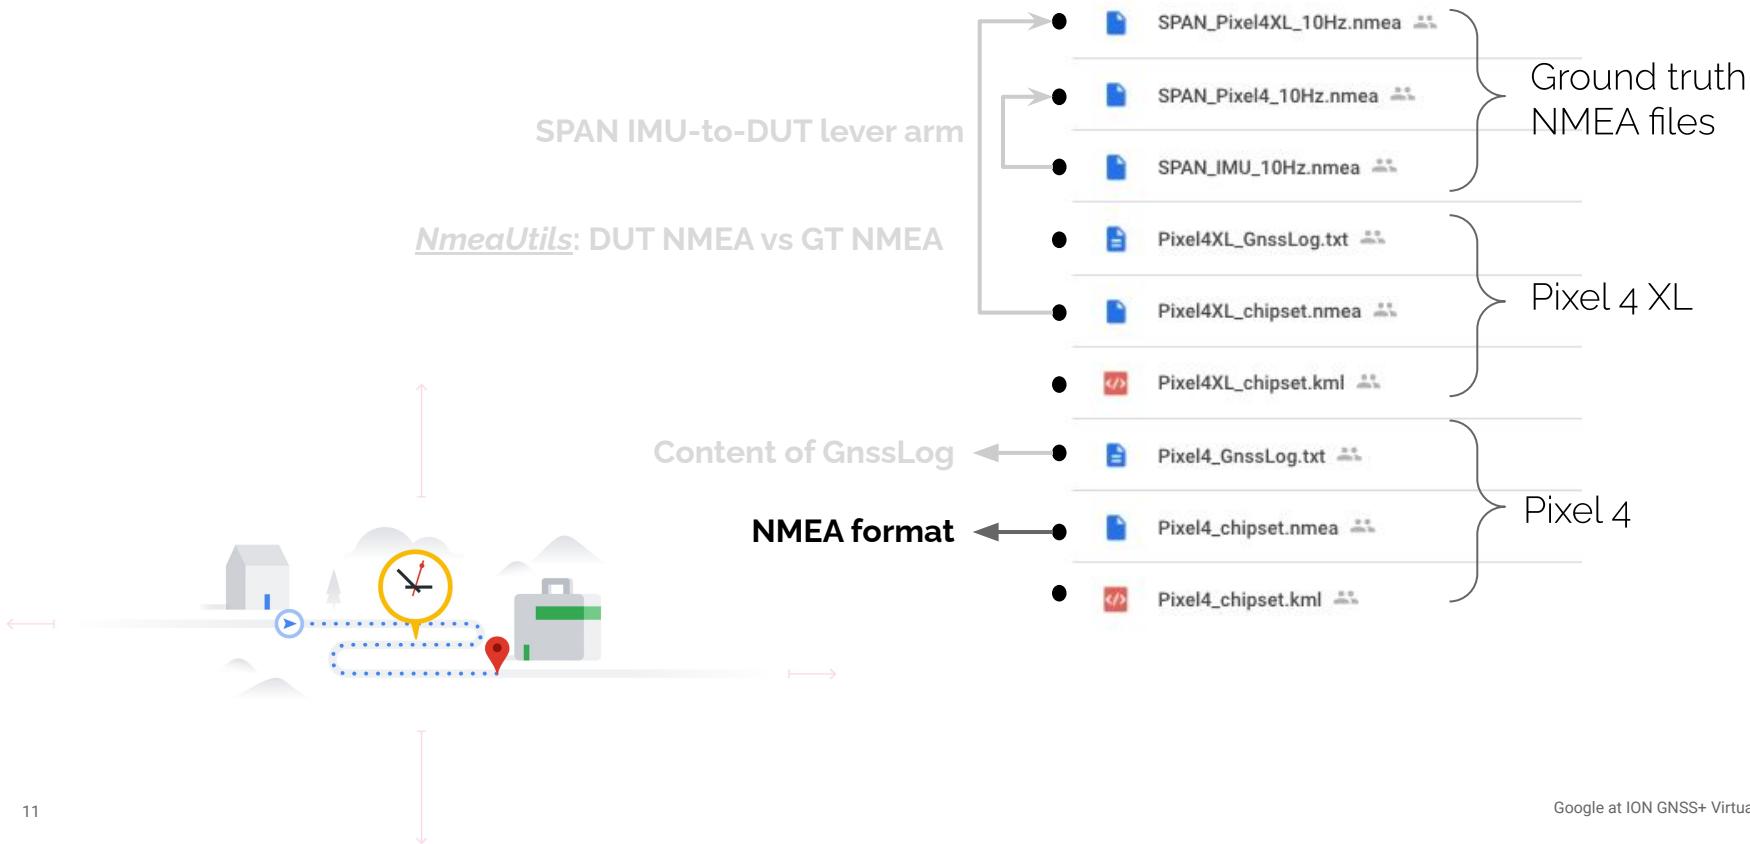 SPAN_Pixel4XL_10Hz.nmea
SPAN_Pixel4_10Hz.nmea
SPAN_IMU_10Hz.nmea
Ground truth
NMEA files
SPAN IMU-to-DUT lever arm
NmeaUtils: DUT NMEA vs GT NMEA
Pixel4XL_GnssLog.txt
Pixel4XL_chipset.nmea
Pixel4XL_chipset.kml
Pixel 4 XL
Content of GnssLog
Pixel4_GnssLog.txt
NMEA format
Pixel4_chipset.nmea
Pixel4_chipset.kml
Pixel 4
11
Google at ION GNSS+ Virtua